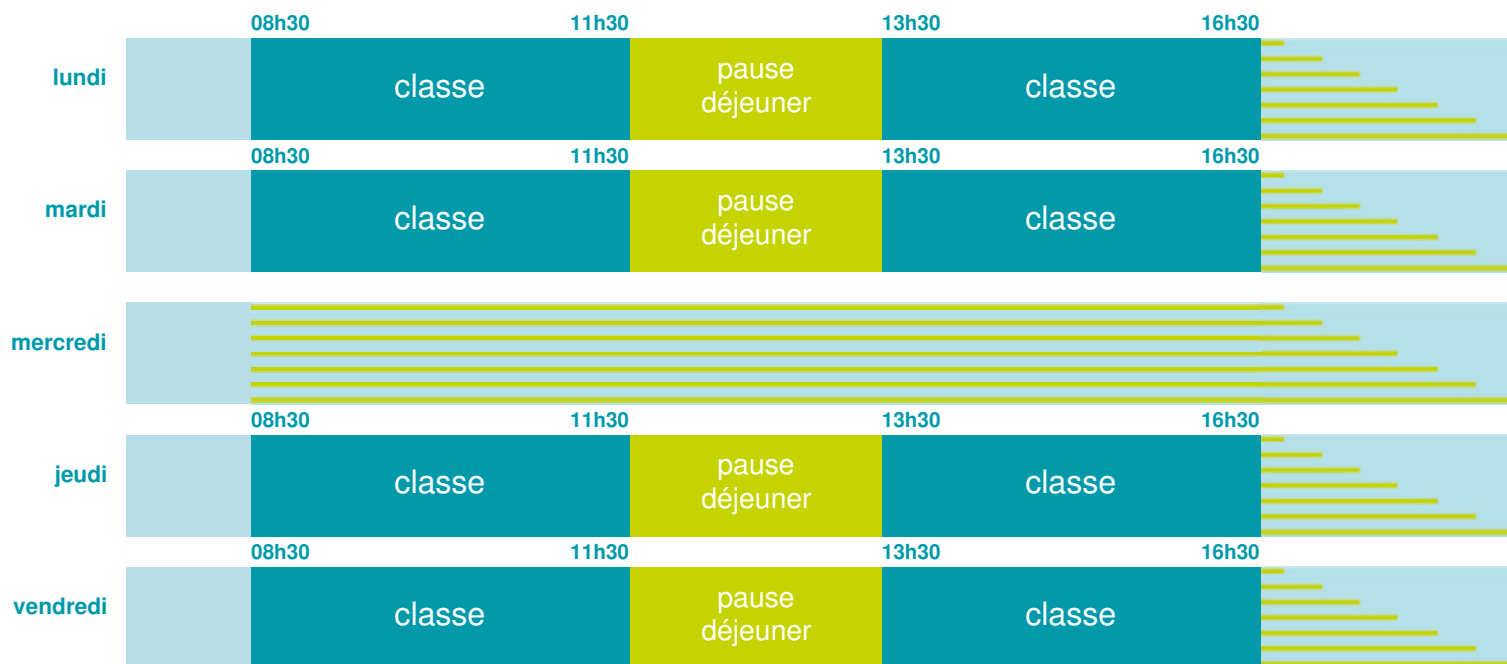 08h30 11h30 13h30 16h30
lundi classe pause déjeuner classe
08h30 11h30 13h30 16h30
mardi classe pause déjeuner classe
mercredi
08h30 11h30 13h30 16h30
jeudi classe pause déjeuner classe
08h30 11h30 13h30 16h30
vendredi classe pause déjeuner classe